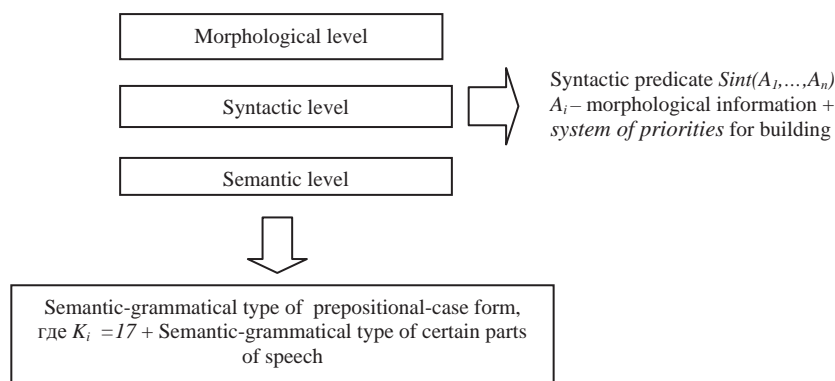 Morphological level
Syntactic level
Syntactic predicate Sint(A1,...,An)
Ai – morphological information +
system of priorities for building
Semantic level
Semantic-grammatical type of prepositional-case form,
где Ki =17 + Semantic-grammatical type of certain parts
of speech